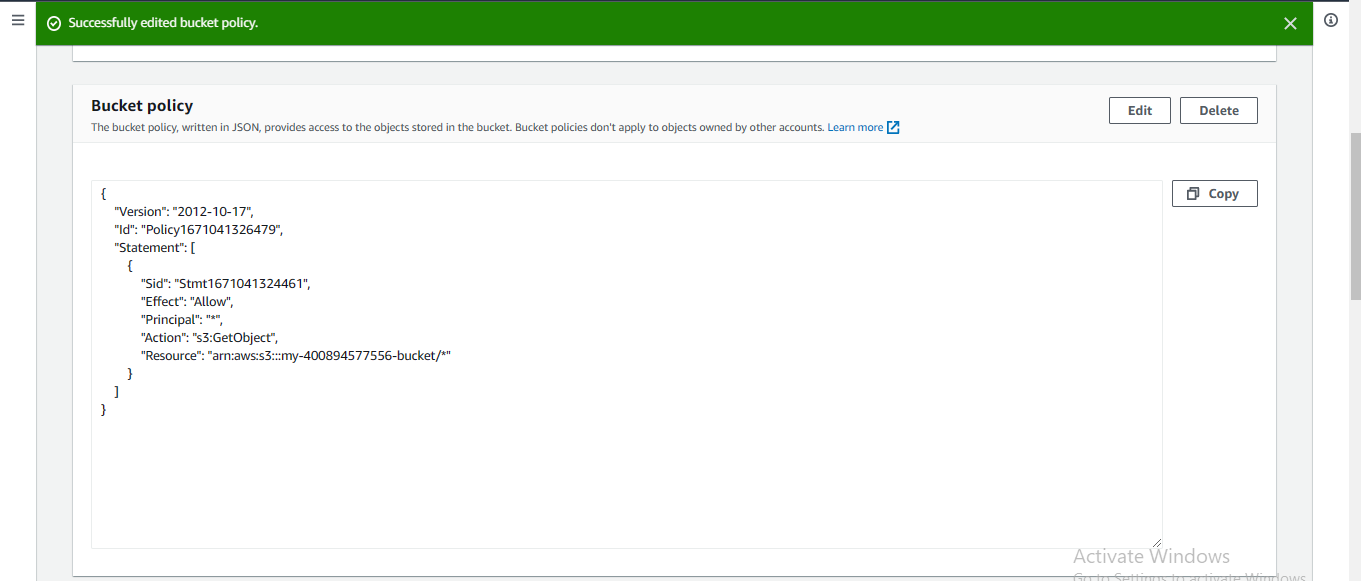 Successfully edited bucket policy.
Bucket policy
Edit
Delete
The bucket policy, written in JSON, provides access to the objects stored in the bucket. Bucket policies don't apply to objects owned by other accounts. Learn more
Copy
{
"Version": "2012-10-17",
"Id": "Policy1671041326479",
"Statement": [
{
"Sid": "Stmt1671041324461",
"Effect": "Allow",
"Principal": "*",
"Action": "s3:GetObject",
"Resource": "arn:aws:s3:::my-400894577556-bucket/*"
}
]
}
Activate Windows
Go to Settings to activate Windows